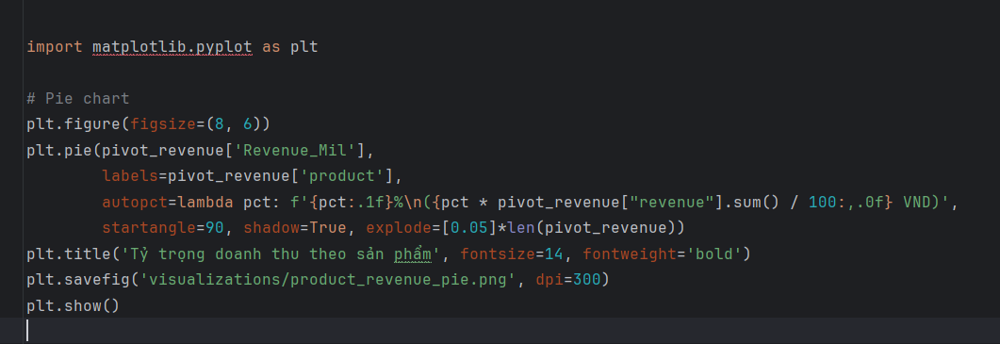 import matplotlib.pyplot as plt
# Pie chart
plt.figure(figsize=(8, 6))
plt.pie(pivot_revenue['Revenue_Mil'],
        labels=pivot_revenue['product'],
        autopct=lambda pct: f'{pct:.1f}%\n({pct * pivot_revenue["revenue"].sum() / 100:,.0f} VND)',
        startangle=90, shadow=True, explode=[0.05]*len(pivot_revenue))
plt.title('Tỷ trọng doanh thu theo sản phẩm', fontsize=14, fontweight='bold')
plt.savefig('visualizations/product_revenue_pie.png', dpi=300)
plt.show()